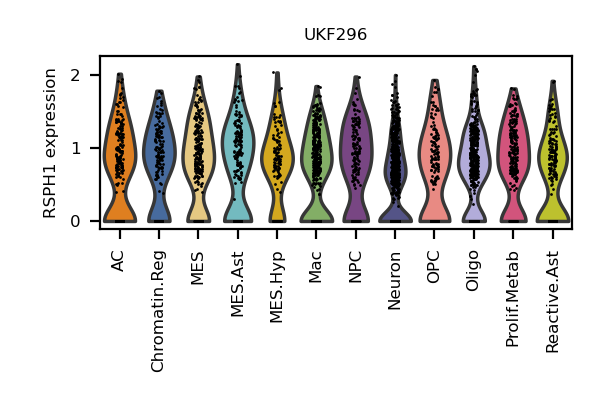 UKF296
RSPH1 expression
2
1
0
AC
Chromatin.Reg
MES
MES.Ast
MES.Hyp
Mac
NPC
Neuron
OPC
Oligo
Prolif.Metab
Reactive.Ast